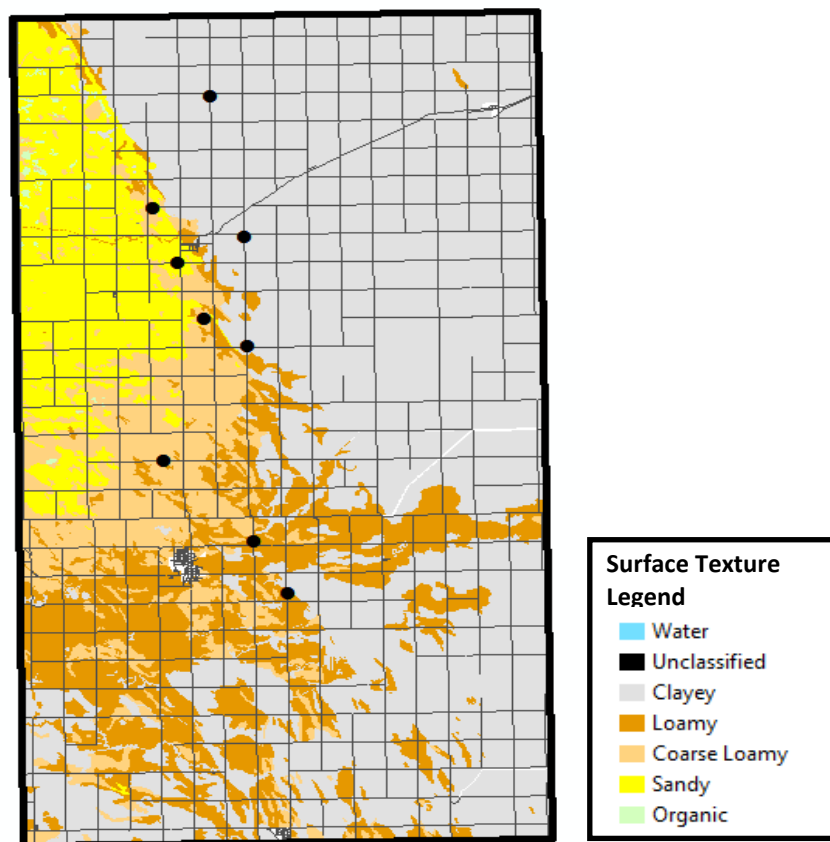 Surface Texture
Legend
Water
Unclassified
Clayey
Loamy
Coarse Loamy
Sandy
Organic